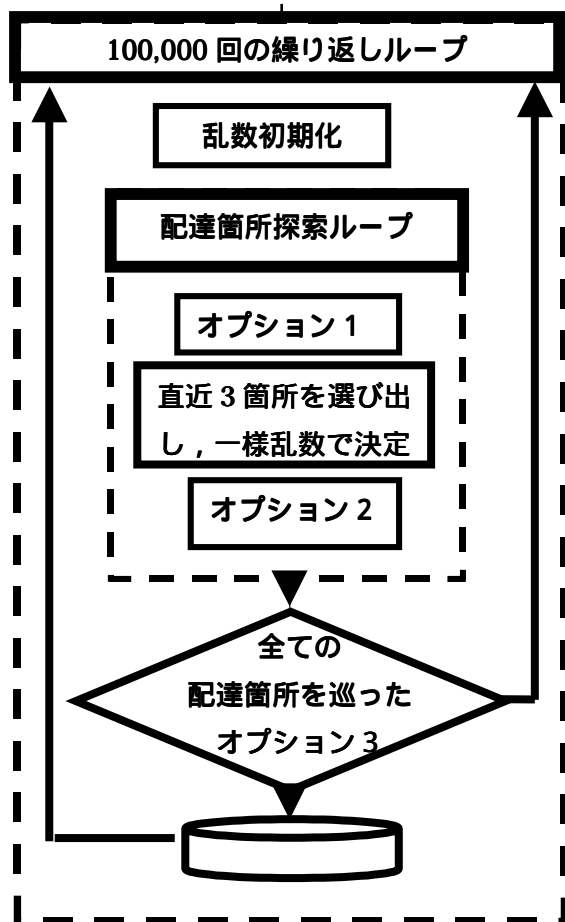 100,000 回の繰り返しループ
乱数初期化
配達箇所探索ループ
オプション 1
直近 3 箇所を選び出
し，一様乱数で決定
オプション 2
全ての
配達箇所を巡った
オプション 3